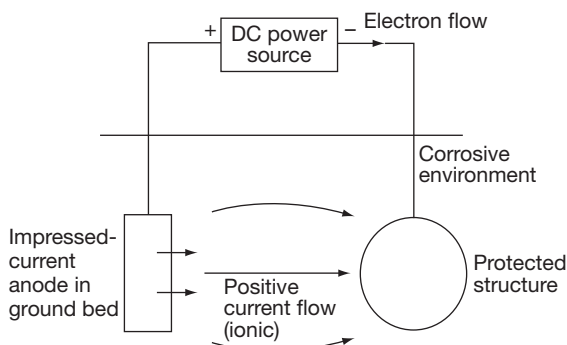 +
DC power
source
−
Electron flow
Corrosive
environment
Impressed-
current
anode in
ground bed
Positive
current flow
(ionic)
Protected
structure